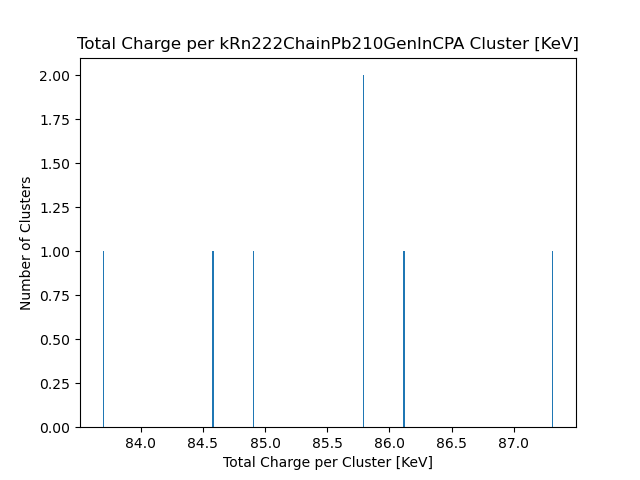 Total Charge per kRn222ChainPb210GenInCPA Cluster [KeV]
2.00
1.75
1.50
1.25
1.00
0.75
0.50
0.25
0.00
Number of Clusters
84.0 84.5 85.0 85.5 86.0 86.5 87.0
Total Charge per Cluster [KeV]